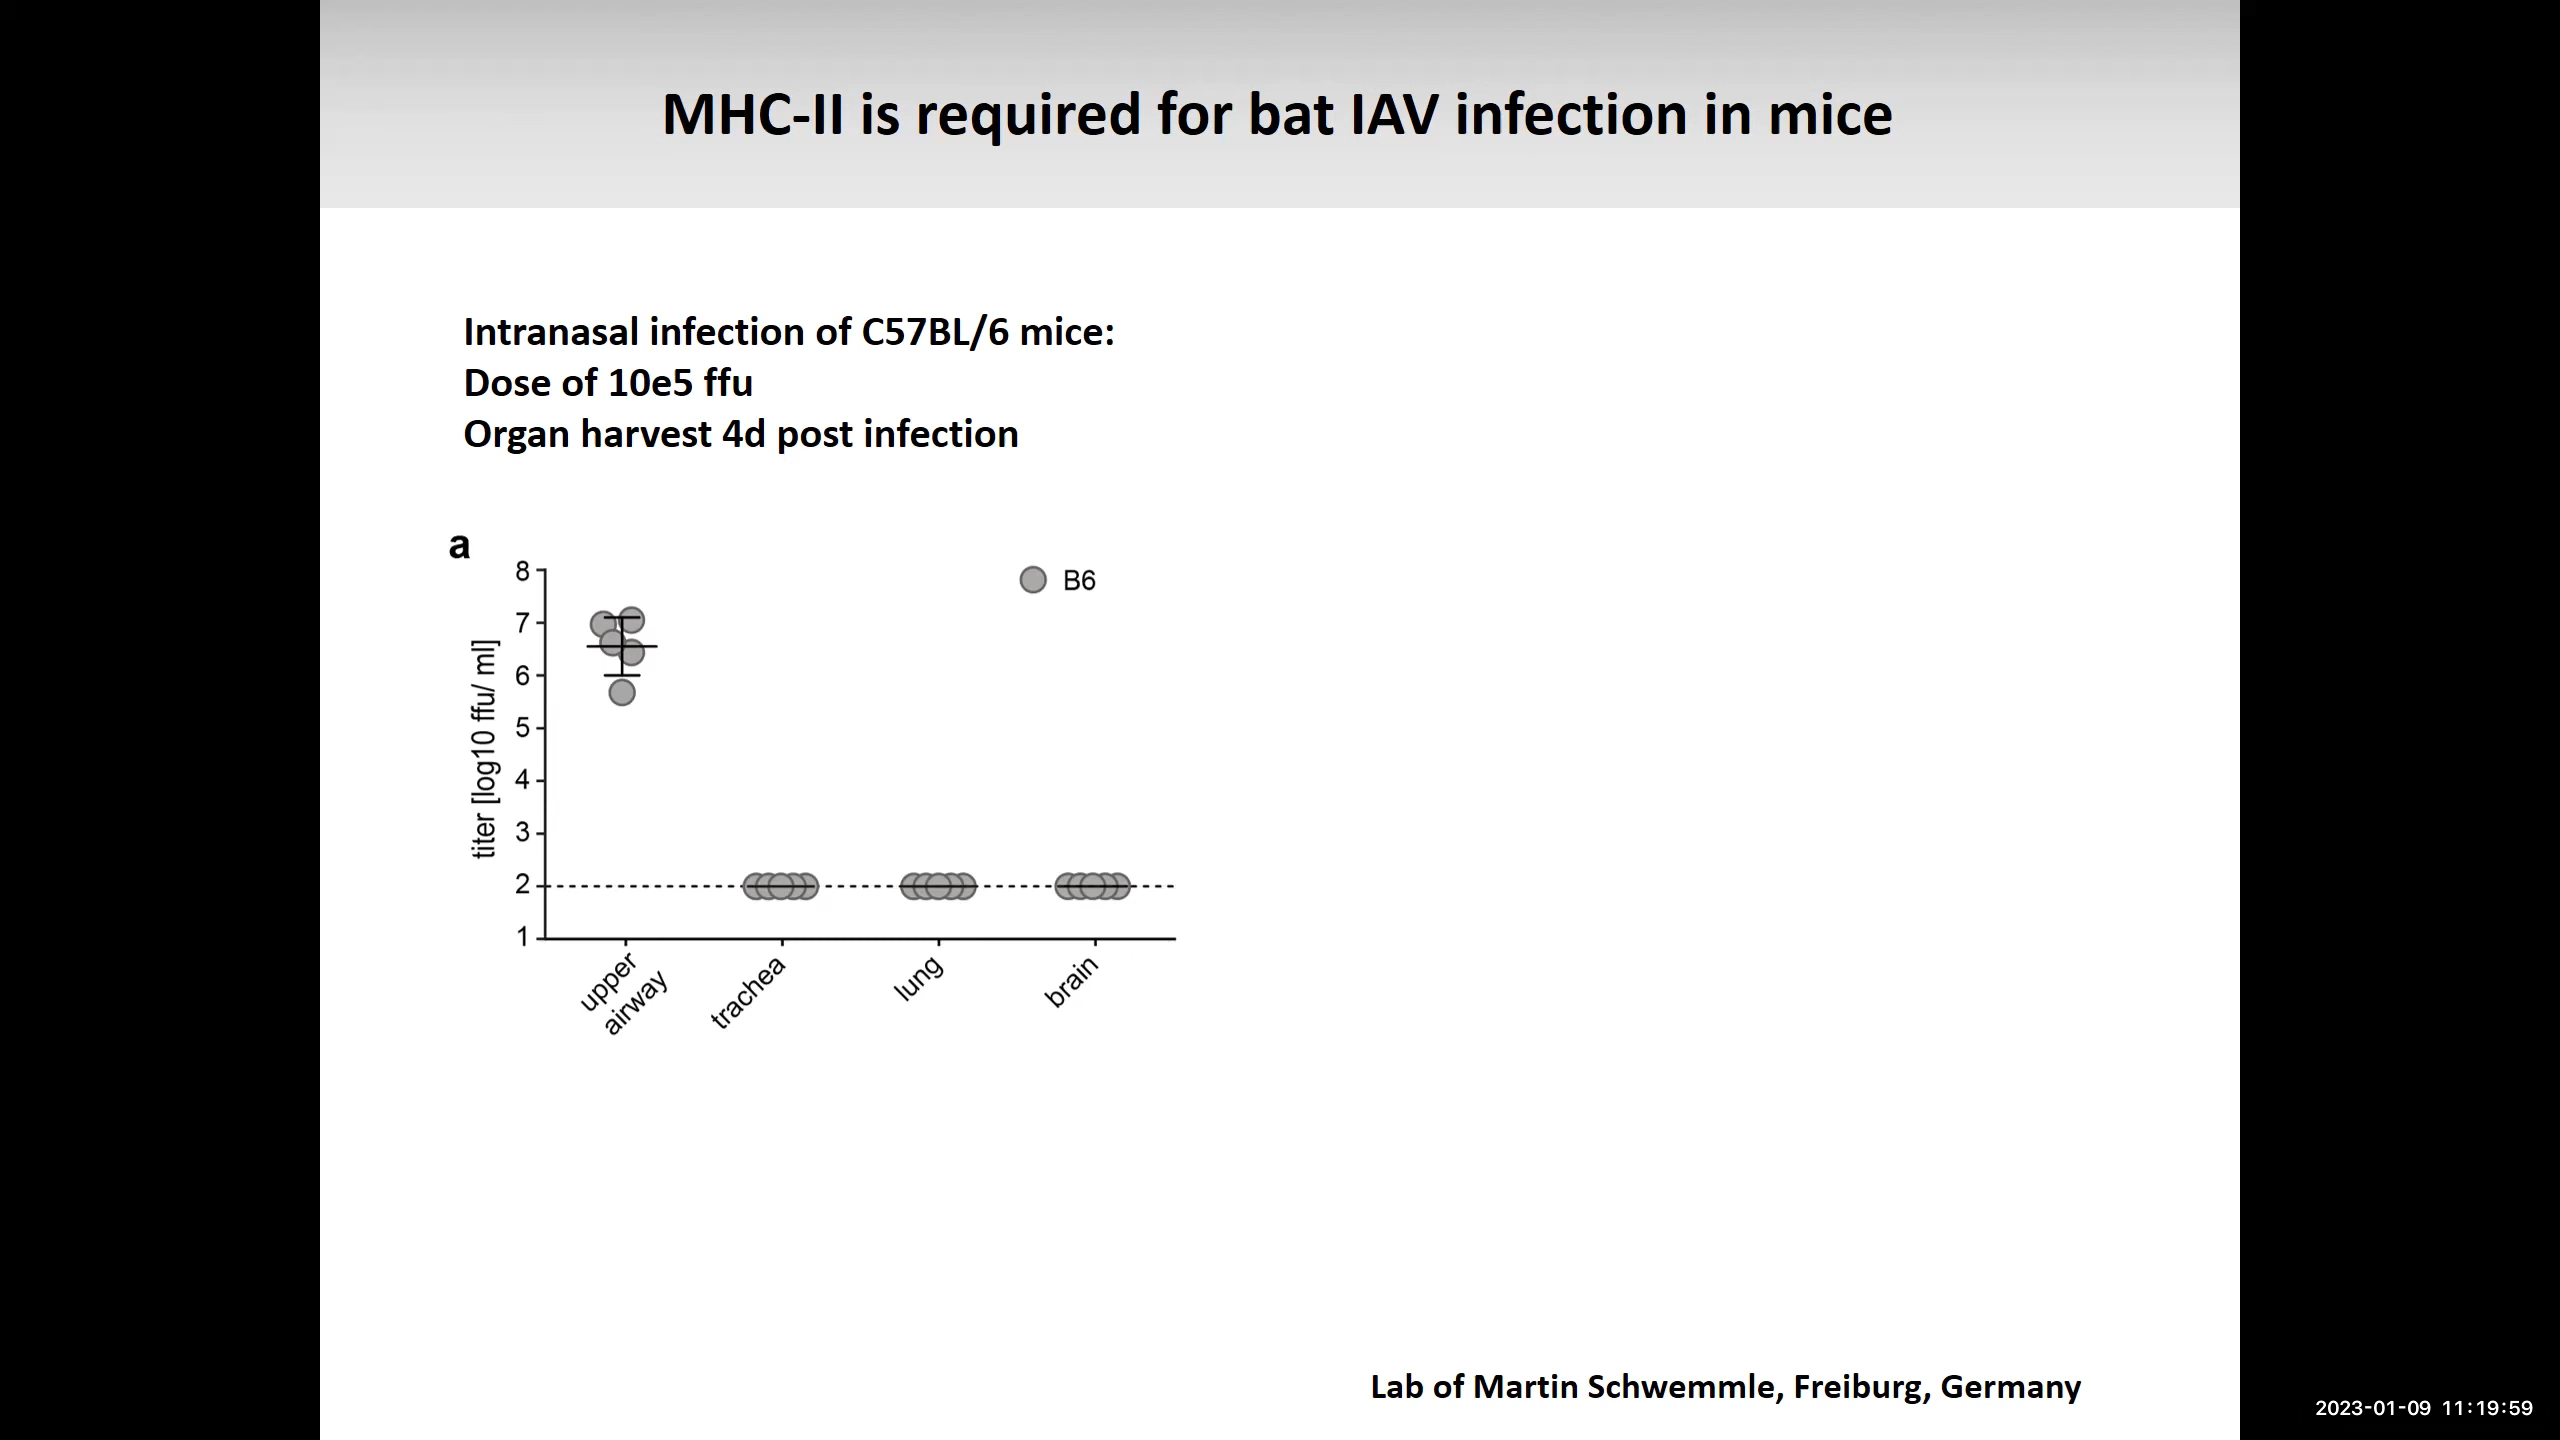 MHC-II is required for bat IAV infection in mice
Intranasal infection of C57BL/6 mice:
Dose of 10e5 ffu
Organ harvest 4d post infection
a
8
7
6
5
4
3
2
1
titer [log10 ffu/ ml]
B6
upper
airway
trachea
lung
brain
Lab of Martin Schwemmle, Freiburg, Germany
2023-01-09 11:19:59